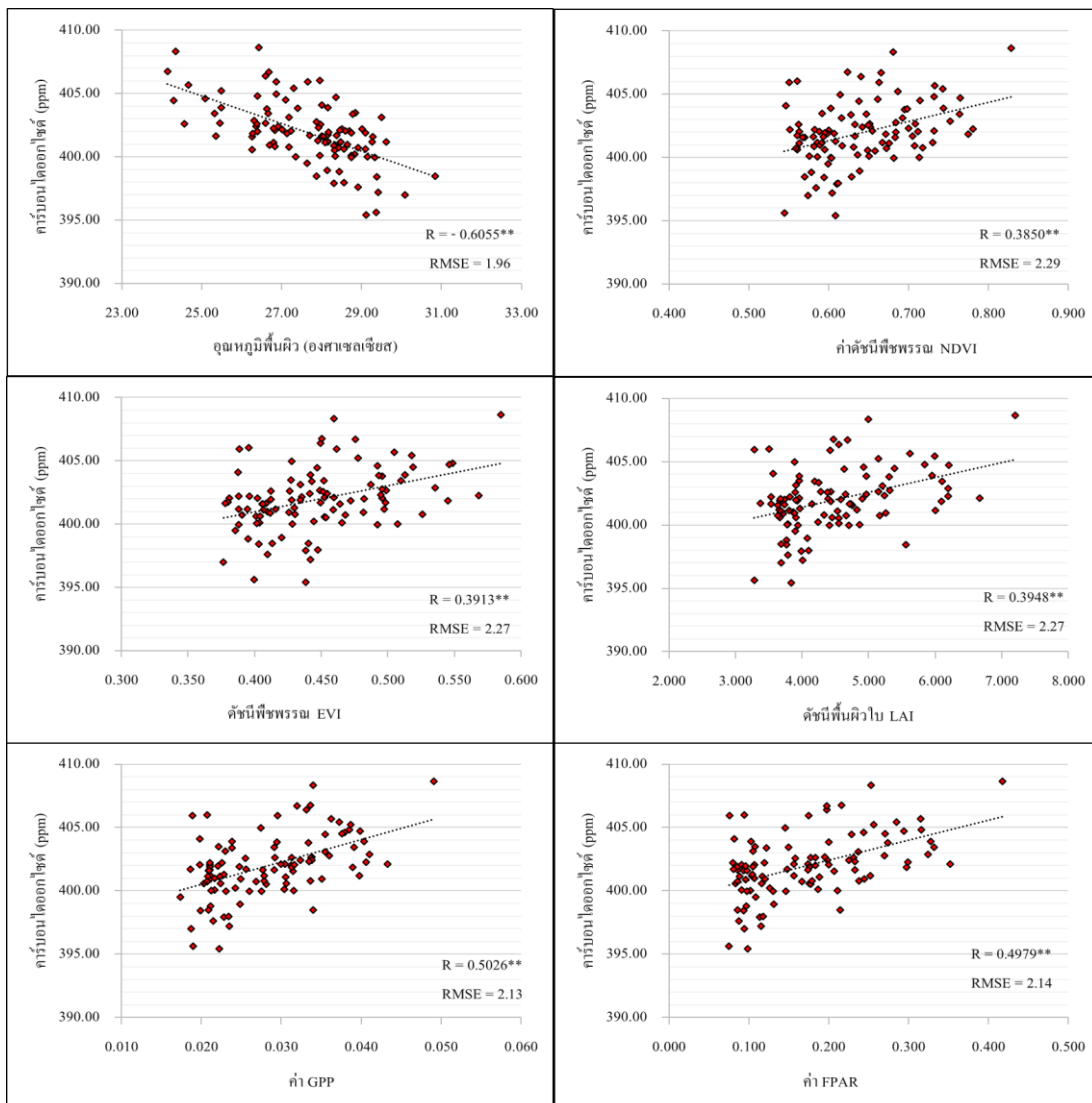 410.00
405.00
400.00
395.00
390.00
คาร์บอนไดออกไซด์ (ppm)
R = - 0.6055**
RMSE = 1.96
23.00 25.00 27.00 29.00 31.00 33.00
อุณหภูมิพื้นผิว (องศาเซลเซียส)
410.00
405.00
400.00
395.00
390.00
คาร์บอนไดออกไซด์ (ppm)
R = 0.3850**
RMSE = 2.29
0.400 0.500 0.600 0.700 0.800 0.900
ค่าดัชนีพืชพรรณ NDVI
410.00
405.00
400.00
395.00
390.00
คาร์บอนไดออกไซด์ (ppm)
R = 0.3913**
RMSE = 2.27
0.300 0.350 0.400 0.450 0.500 0.550 0.600
ดัชนีพืชพรรณ EVI
410.00
405.00
400.00
395.00
390.00
คาร์บอนไดออกไซด์ (ppm)
R = 0.3948**
RMSE = 2.27
2.000 3.000 4.000 5.000 6.000 7.000 8.000
ดัชนีพื้นผิวใบ LAI
410.00
405.00
400.00
395.00
390.00
คาร์บอนไดออกไซด์ (ppm)
R = 0.5026**
RMSE = 2.13
0.010 0.020 0.030 0.040 0.050 0.060
ค่า GPP
410.00
405.00
400.00
395.00
390.00
คาร์บอนไดออกไซด์ (ppm)
R = 0.4979**
RMSE = 2.14
0.000 0.100 0.200 0.300 0.400 0.500
ค่า FPAR